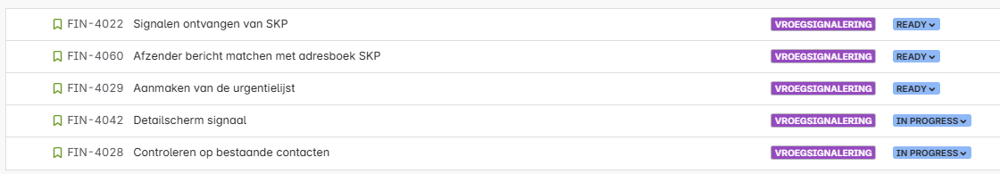 FIN-4022 Signalen ontvangen van SKP VROEGSIGNALERING READY
FIN-4060 Afzender bericht matchen met adresboek SKP VROEGSIGNALERING READY
FIN-4029 Aanmaken van de urgentielijst VROEGSIGNALERING READY
FIN-4042 Detailscherm signaal VROEGSIGNALERING IN PROGRESS
FIN-4028 Controleren op bestaande contacten VROEGSIGNALERING IN PROGRESS